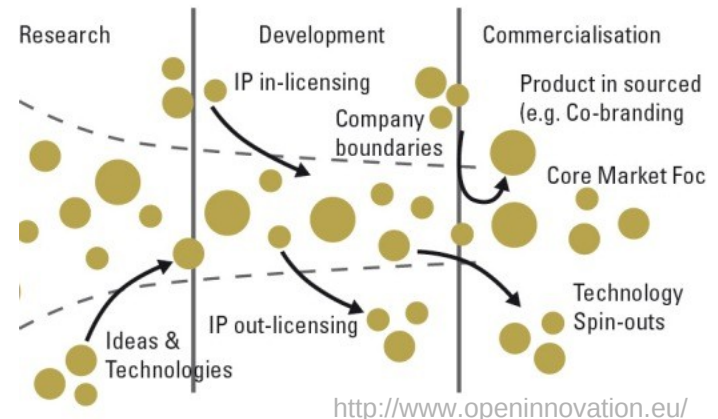 Research
Development
Commercialisation
IP in-licensing
Product in sourced
(e.g. Co-branding
Company
boundaries
Core Market Foc
Technology
Spin-outs
IP out-licensing
Ideas &
Technologies
http://www.openinnovation.eu/